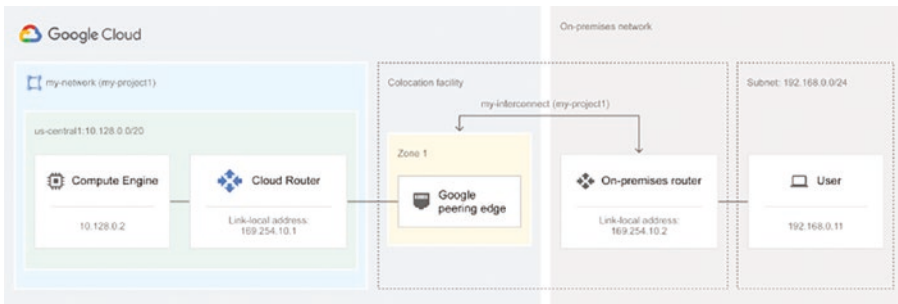 Google Cloud
On-premises network
my-network (my-project1)
Colocation facility
Subnet: 192.168.0.0/24
my-interconnect (my-project1)
us-central1:10.128.0.0/20
Zone 1
Compute Engine
10.128.0.2
Cloud Router
Link-local address:
169.254.10.1
Google
peering edge
On-premises router
Link-local address:
169.254.10.2
User
192.168.0.11